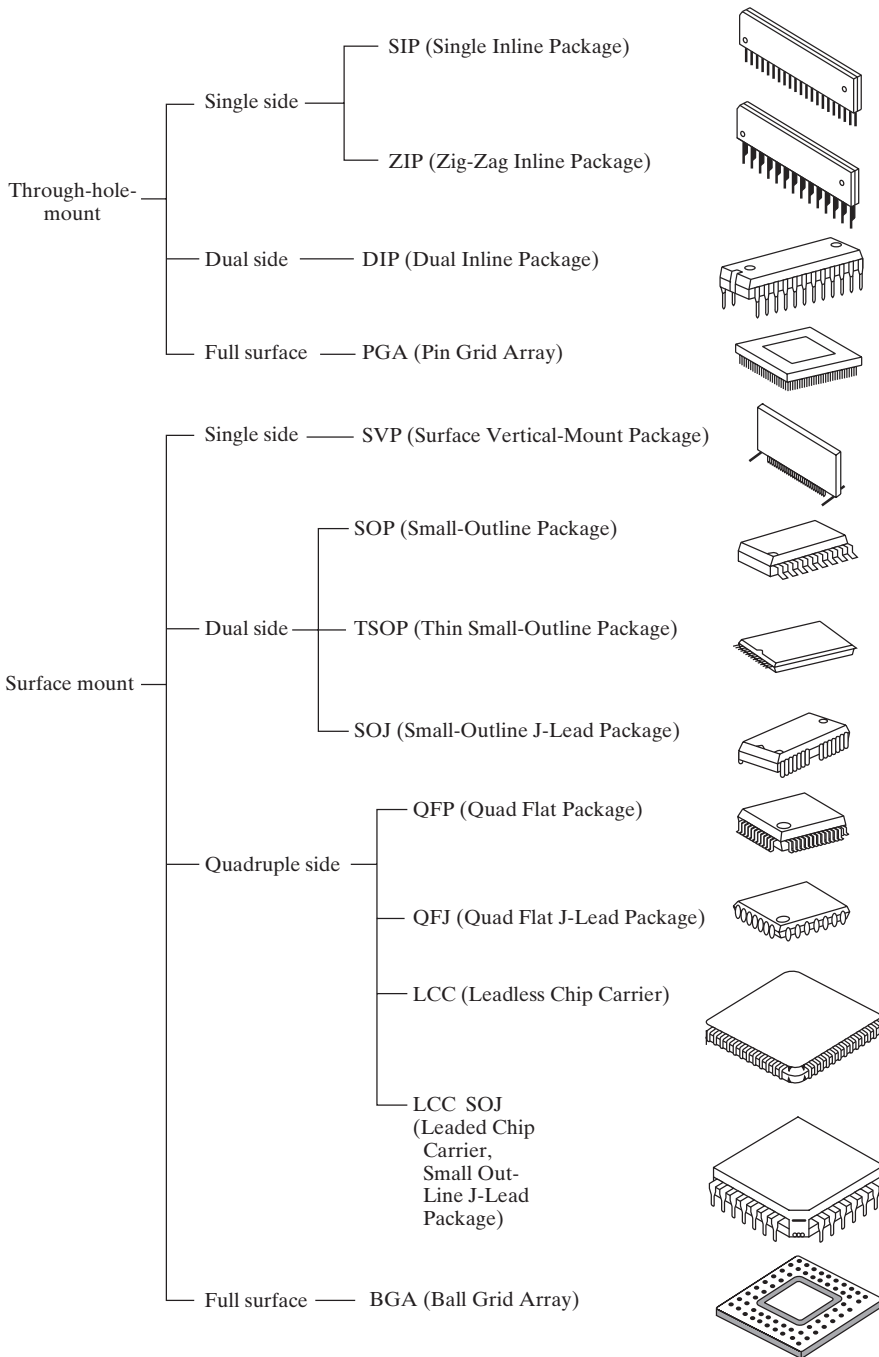 SIP (Single Inline Package)
Single side
ZIP (Zig-Zag Inline Package)
Through-hole-
mount
Dual side
DIP (Dual Inline Package)
Full surface
PGA (Pin Grid Array)
Single side
SVP (Surface Vertical-Mount Package)
SOP (Small-Outline Package)
Dual side
TSOP (Thin Small-Outline Package)
Surface mount
SOJ (Small-Outline J-Lead Package)
QFP (Quad Flat Package)
Quadruple side
QFJ (Quad Flat J-Lead Package)
LCC (Leadless Chip Carrier)
LCC SOJ
(Leaded Chip
Carrier,
Small Out-
Line J-Lead
Package)
Full surface
BGA (Ball Grid Array)